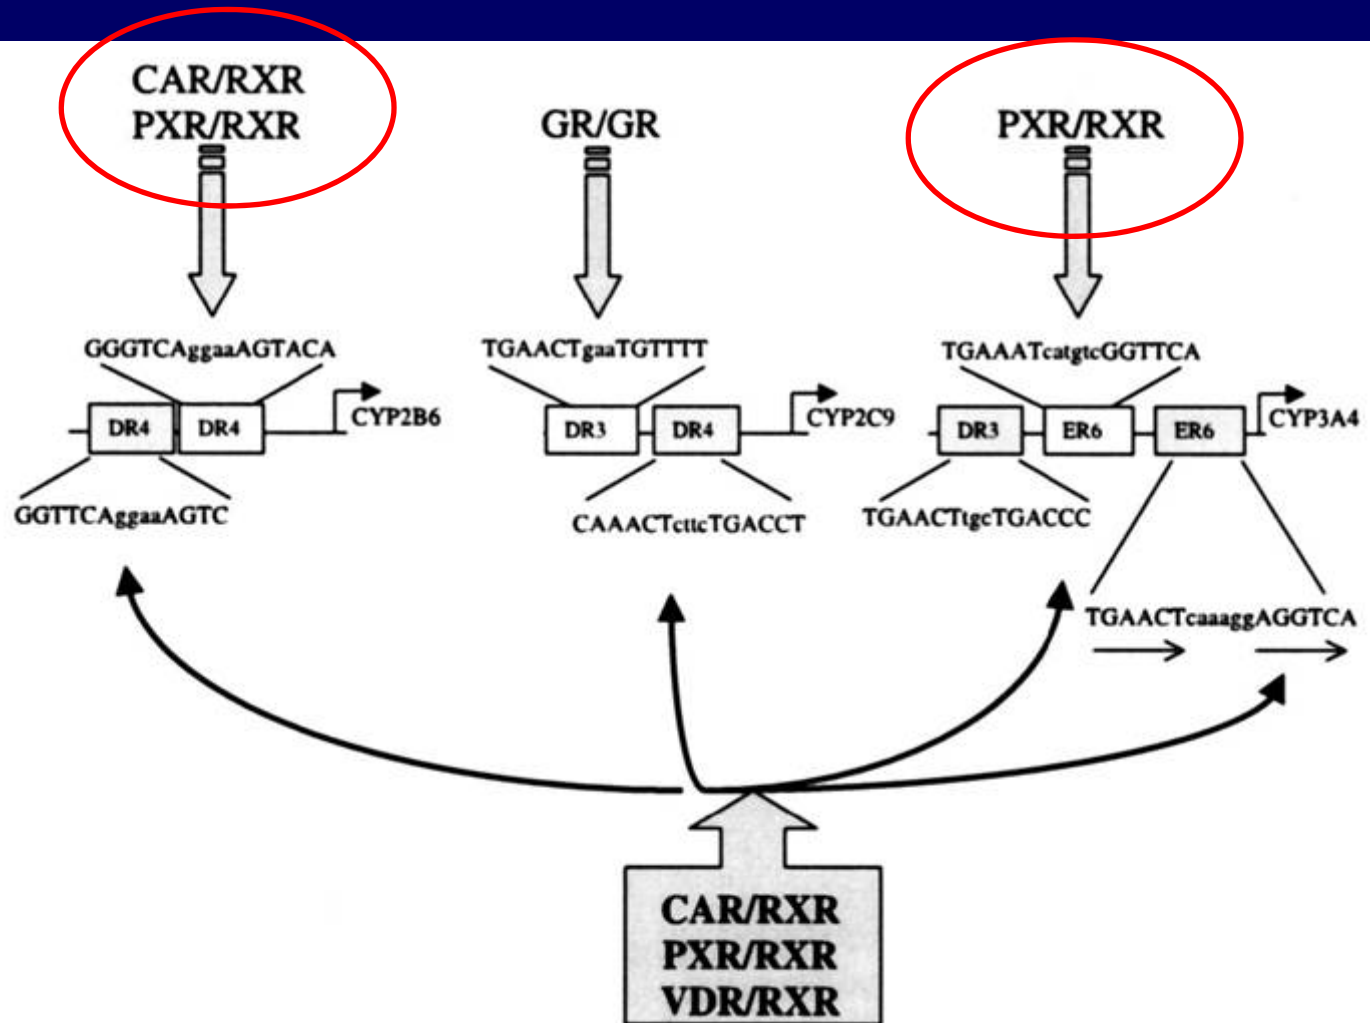 CAR/RXR
PXR/RXR
GR/GR
PXR/RXR
GGGTCAggaaAGTACA
TGAACTgaaTGTTTT
TGAAATcatgtcGGTTCA
DR4
DR4
CYP2B6
DR3
DR4
CYP2C9
DR3
ER6
ER6
CYP3A4
GGTTCAggaaAGTC
CAAACTcttcTGACCT
TGAACTtgcTGACCC
TGAACTcaaaggAGGTCA
CAR/RXR
PXR/RXR
VDR/RXR